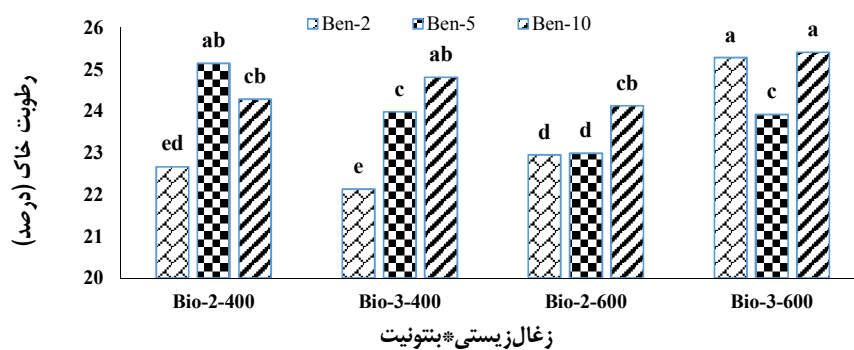 Ben-2 Ben-5 Ben-10
رطوبت خاک (درصد)
26
25
24
23
22
21
20
ed ab cb
e c ab
d d cb
a c a
Bio-2-400 Bio-3-400 Bio-2-600 Bio-3-600
زغال‌زیستی*بنتونیت